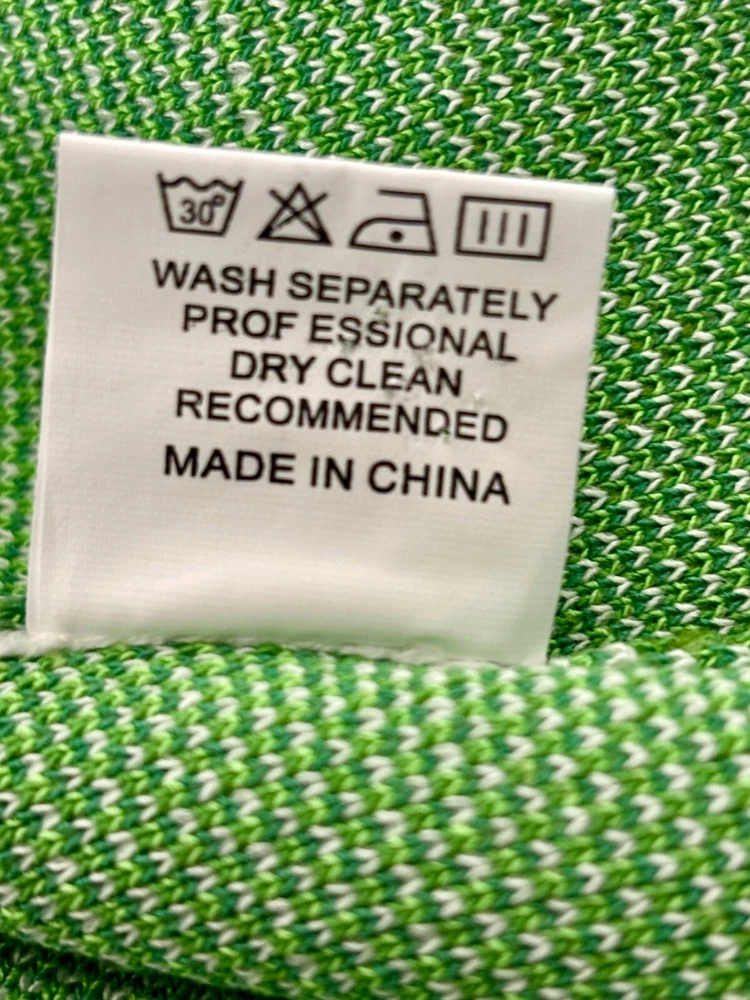 30°
WASH SEPARATELY
PROF ESSIONAL
DRY CLEAN
RECOMMENDED
MADE IN CHINA